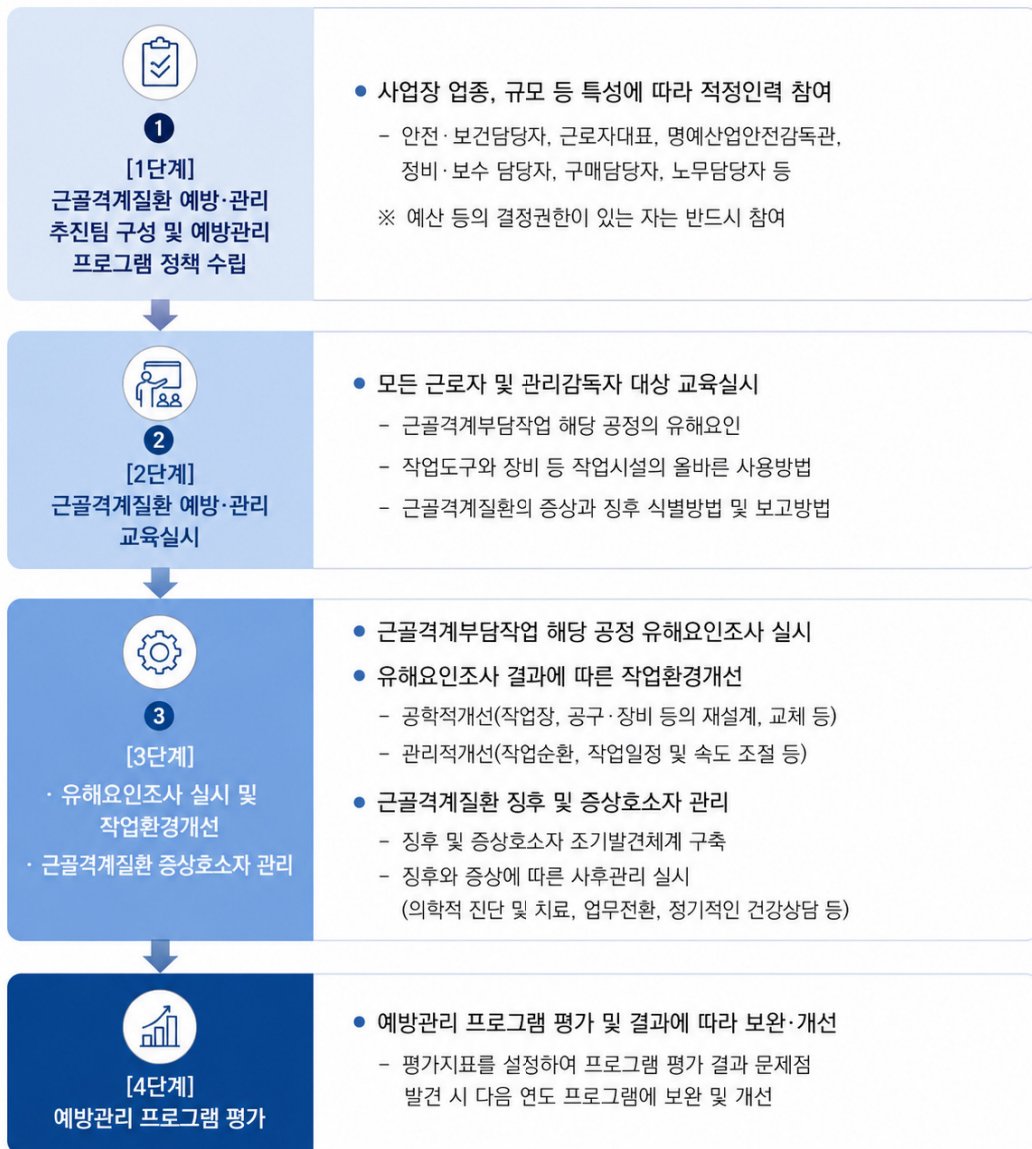 1
[1단계]
근골격계질환 예방·관리
추진팀 구성 및 예방관리
프로그램 정책 수립
• 사업장 업종, 규모 등 특성에 따라 적정인력 참여
- 안전·보건담당자, 근로자대표, 명예산업안전감독관,
정비·보수 담당자, 구매담당자, 노무담당자 등
※ 예산 등의 결정권한이 있는 자는 반드시 참여
2
[2단계]
근골격계질환 예방·관리
교육실시
• 모든 근로자 및 관리감독자 대상 교육실시
- 근골격계부담작업 해당 공정의 유해요인
- 작업도구와 장비 등 작업시설의 올바른 사용방법
- 근골격계질환의 증상과 징후 식별방법 및 보고방법
3
[3단계]
· 유해요인조사 실시 및
작업환경개선
· 근골격계질환 증상호소자 관리
• 근골격계부담작업 해당 공정 유해요인조사 실시
• 유해요인조사 결과에 따른 작업환경개선
- 공학적개선(작업장, 공구·장비 등의 재설계, 교체 등)
- 관리적개선(작업순환, 작업일정 및 속도 조절 등)
• 근골격계질환 징후 및 증상호소자 관리
- 징후 및 증상호소자 조기발견체계 구축
- 징후와 증상에 따른 사후관리 실시
(의학적 진단 및 치료, 업무전환, 정기적인 건강상담 등)
[4단계]
예방관리 프로그램 평가
• 예방관리 프로그램 평가 및 결과에 따라 보완·개선
- 평가지표를 설정하여 프로그램 평가 결과 문제점
발견 시 다음 연도 프로그램에 보완 및 개선